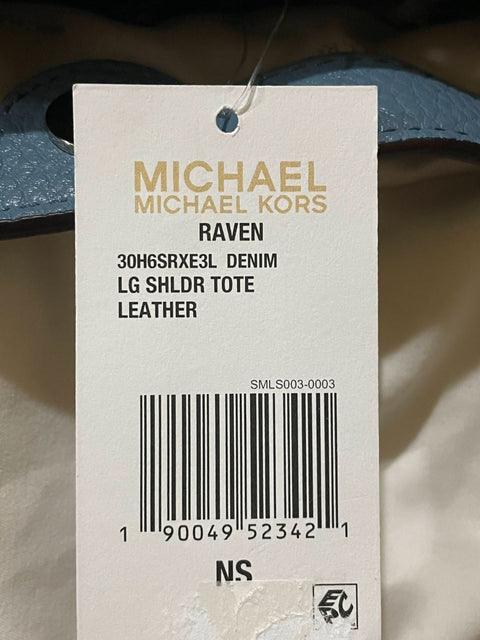 MICHAEL
MICHAEL KORS
RAVEN
30H6SRXE3L DENIM
LG SHLDR TOTE
LEATHER
SMLS003-0003
1 90049 52342 1
NS